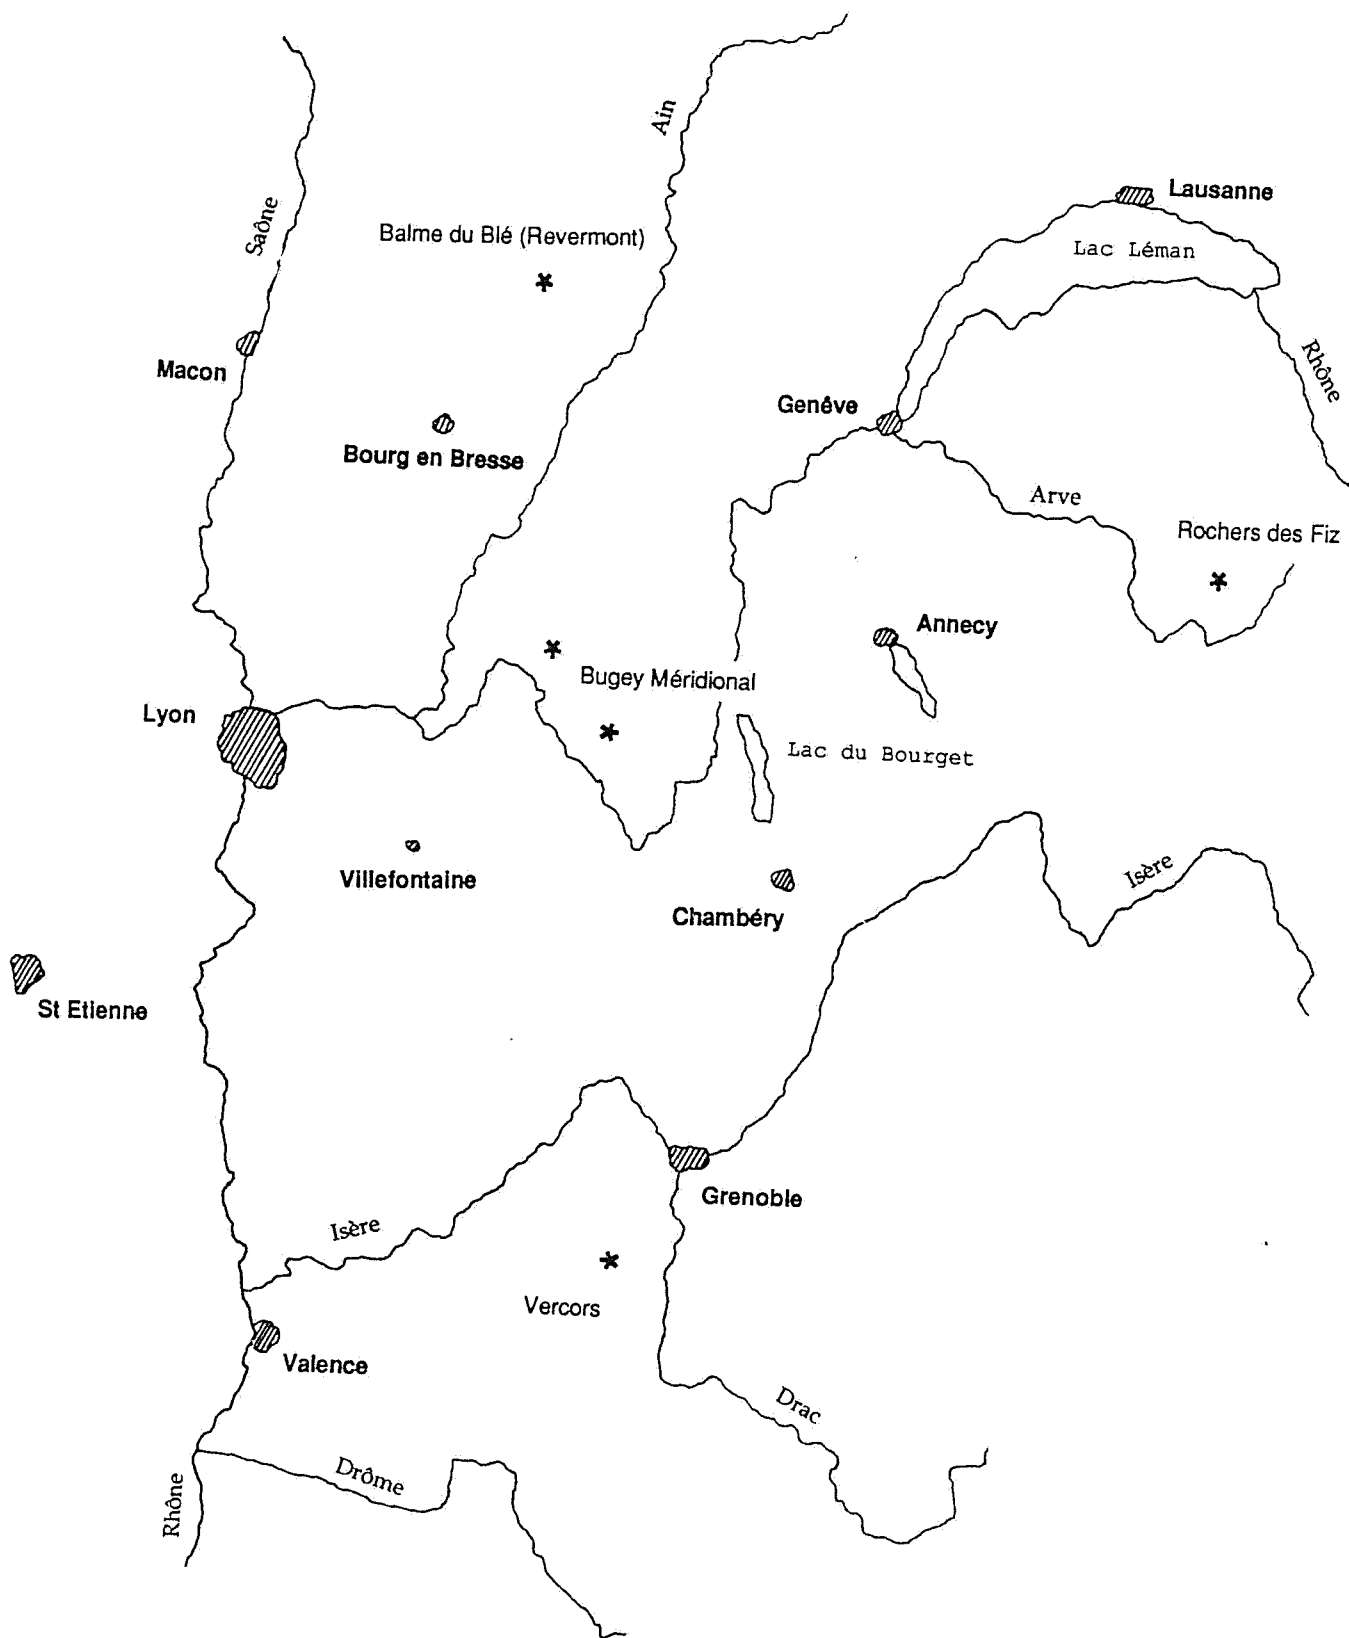 Ain
Lausanne
Saône
Balme du Blé (Revermont)
Lac Léman
Macon
Rhône
Genêve
Bourg en Bresse
Arve
Rochers des Fiz
Annecy
Bugey Méridional
Lyon
Lac du Bourget
Villefontaine
Isère
Chambéry
St Etienne
Grenoble
Isère
Vercors
Valence
Drac
Drôme
Rhône